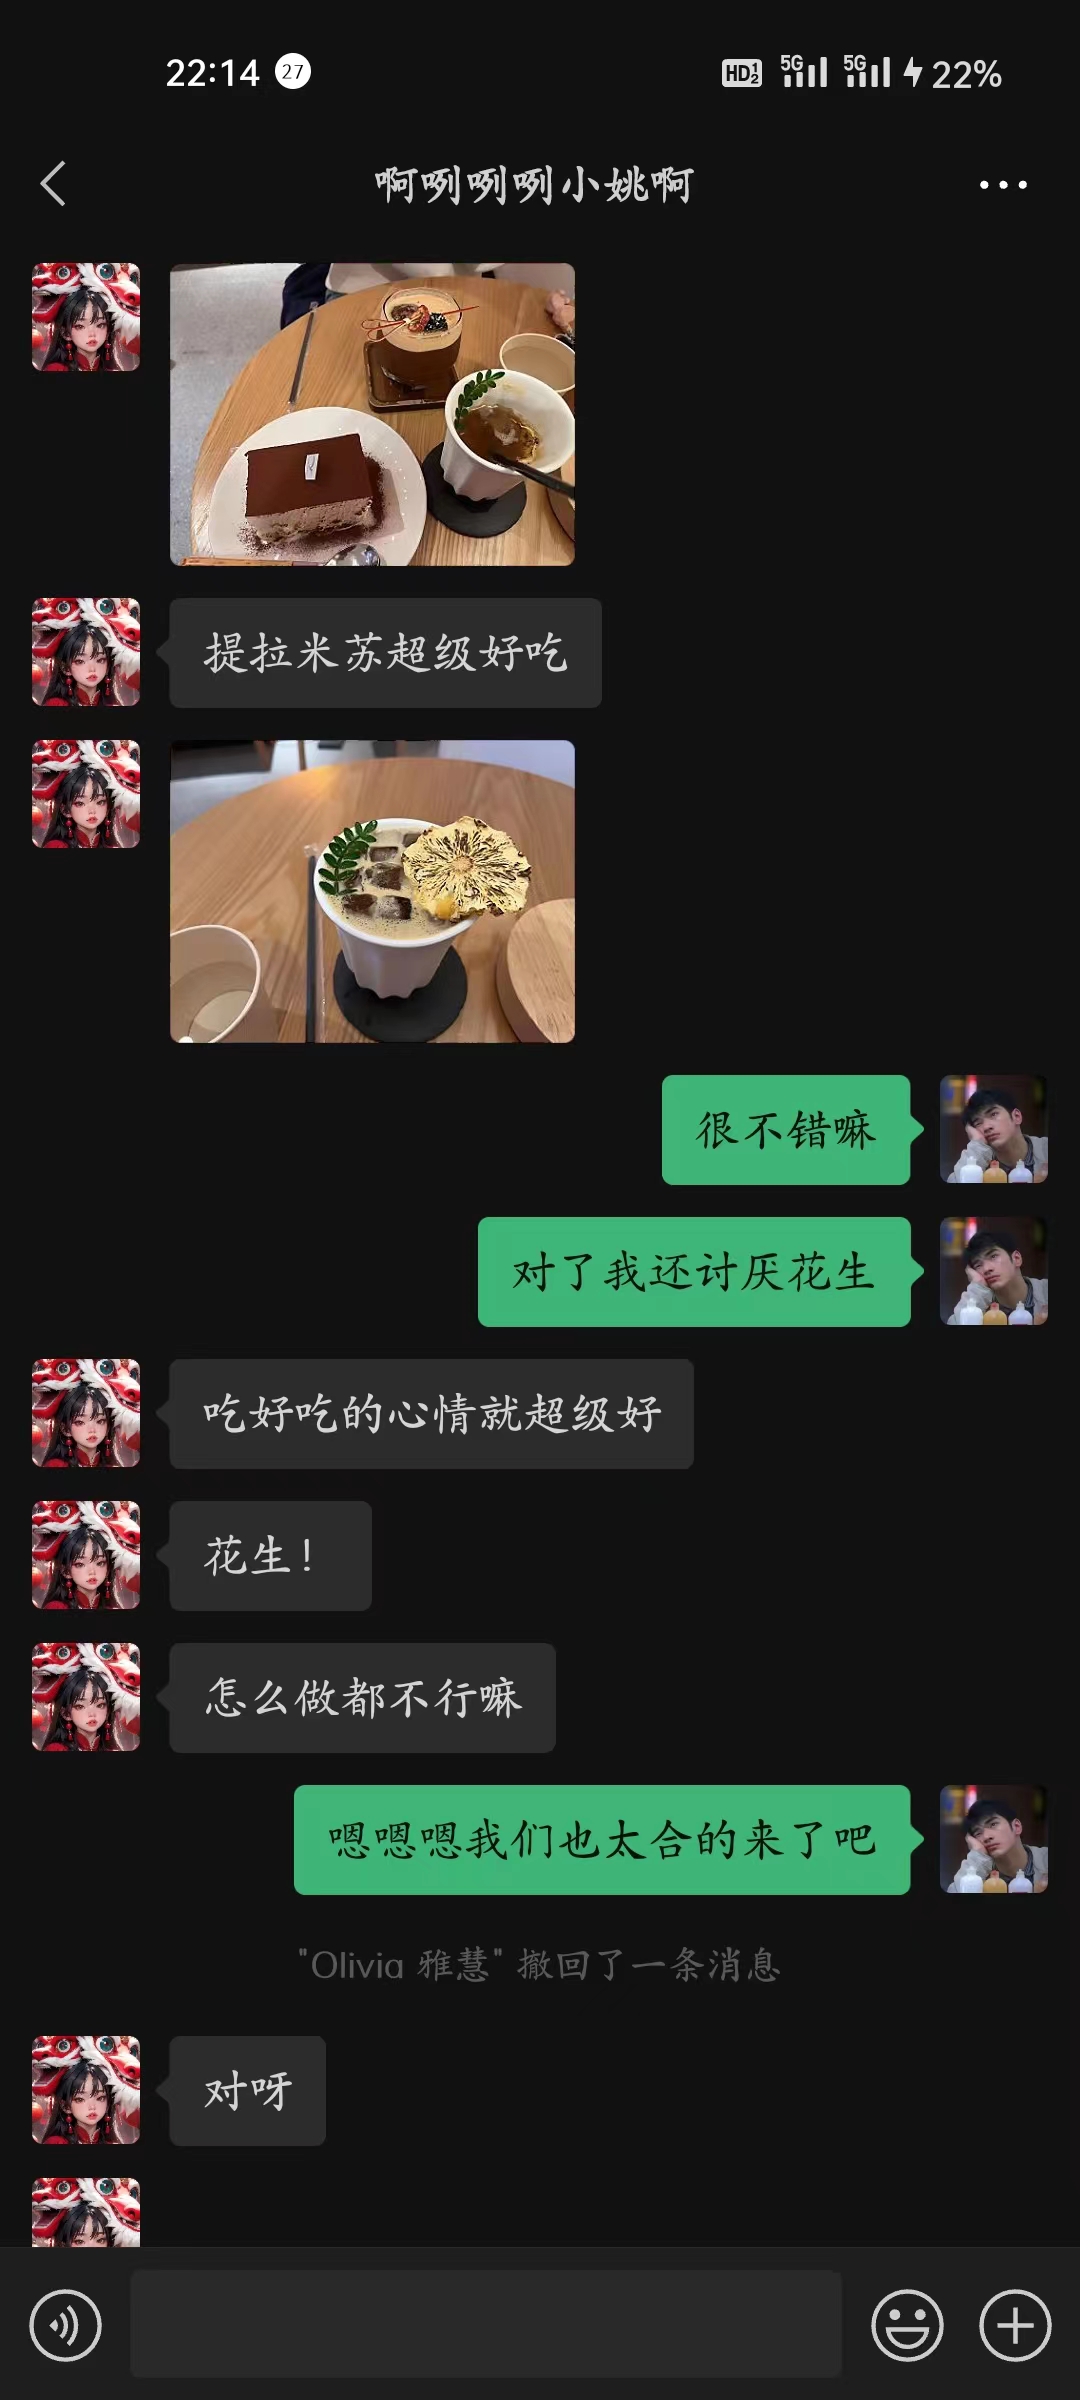 22:14 27 HD 1 2 5G 5G 22%
啊咧咧咧小姚啊
提拉米苏超级好吃
很不错嘛
对了我还讨厌花生
吃好吃的心情就超级好
花生！
怎么做都不行嘛
嗯嗯嗯我们也太合的来了吧
"Olivia 雅慧" 撤回了一条消息
对呀